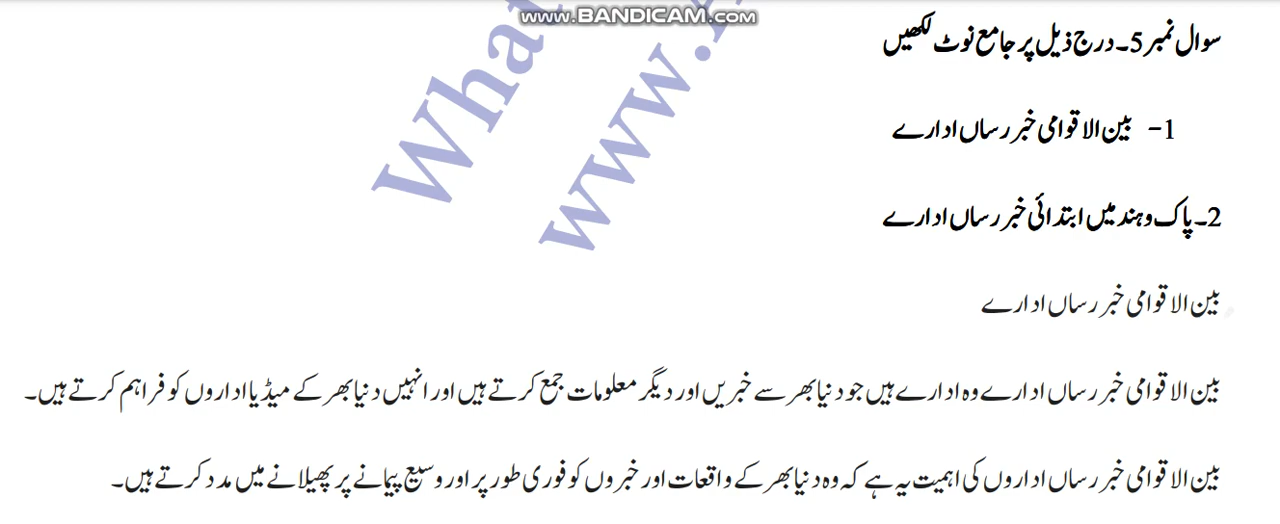 www.BANDICAM.com
سوال نمبر 5۔ درج ذیل پر جامع نوٹ لکھیں
1- بین الاقوامی خبر رساں ادارے
2۔ پاک وہند میں ابتدائی خبر رساں ادارے
بین الاقوامی خبر رساں ادارے
بین الاقوامی خبر رساں ادارے وہ ادارے ہیں جو دنیا بھر سے خبریں اور دیگر معلومات جمع کرتے ہیں اور انہیں دنیا بھر کے میڈیا اداروں کو فراہم کرتے ہیں۔
بین الاقوامی خبر رساں اداروں کی اہمیت یہ ہے کہ وہ دنیا بھر کے واقعات اور خبروں کو فوری طور پر اور وسیع پیمانے پر پھیلانے میں مدد کرتے ہیں۔
What
www.